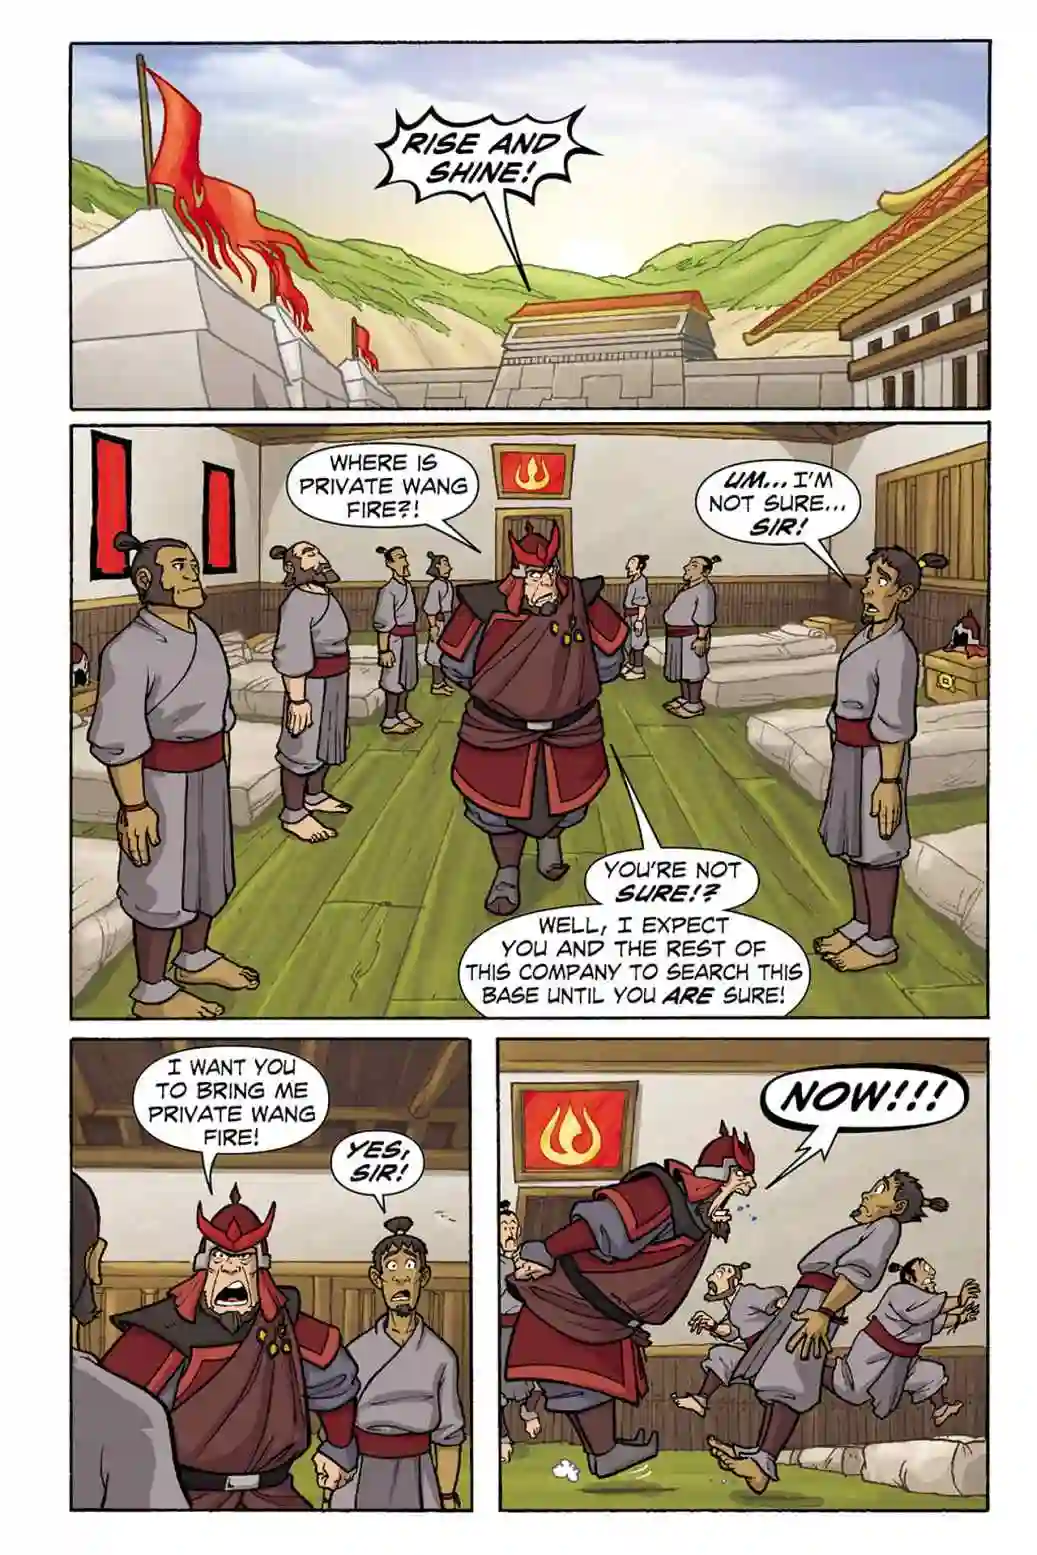 RISE AND
SHINE!
WHERE IS
PRIVATE WANG
FIRE?!
UM... I'M
NOT SURE...
SIR!
YOU'RE NOT
SURE!?
WELL, I EXPECT
YOU AND THE REST OF
THIS COMPANY TO SEARCH THIS
BASE UNTIL YOU ARE SURE!
I WANT YOU
TO BRING ME
PRIVATE WANG
FIRE!
YES,
SIR!
NOW!!!